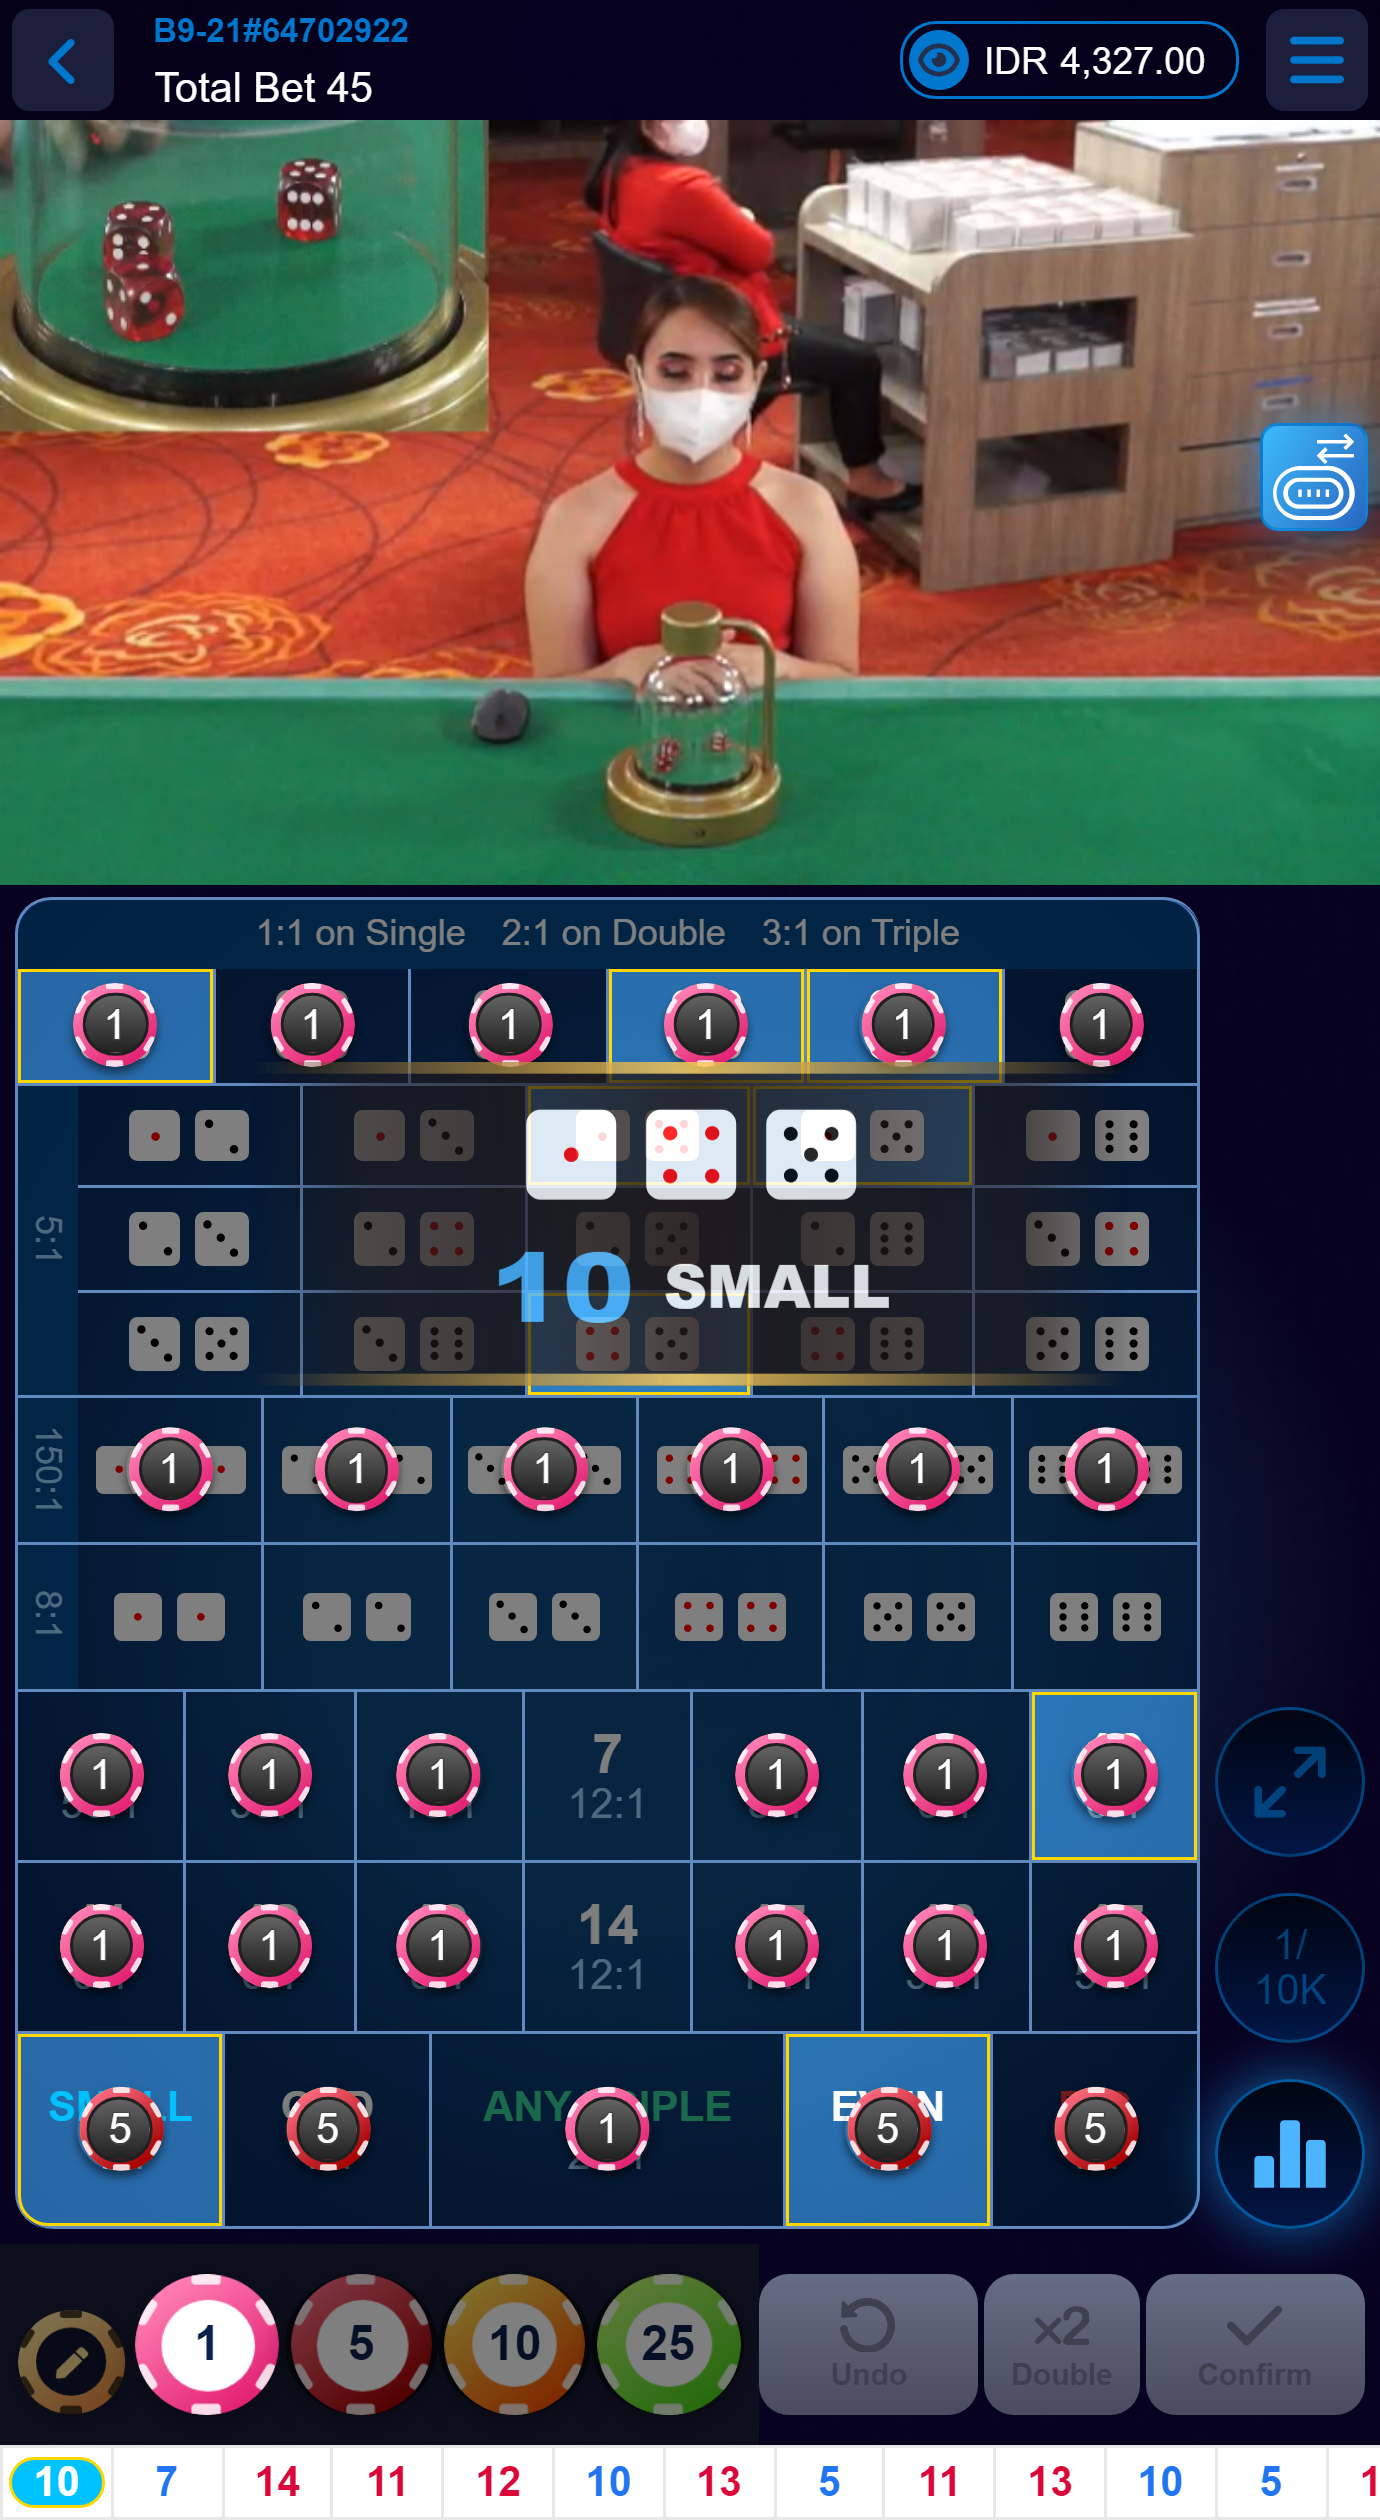 B9-21#64702922
Total Bet 45
IDR 4,327.00
1:1 on Single 2:1 on Double 3:1 on Triple
1 1 1 1 1 1
5:1
10 SMALL
150:1
1 1 1 1 1 1
8:1
7
12:1
1 1 1 1 1 1
14
12:1
1 1 1 1 1 1
1/
10K
5 5 1 5 5
1 5 10 25
x2
Undo Double Confirm
10 7 14 11 12 10 13 5 11 13 10 5